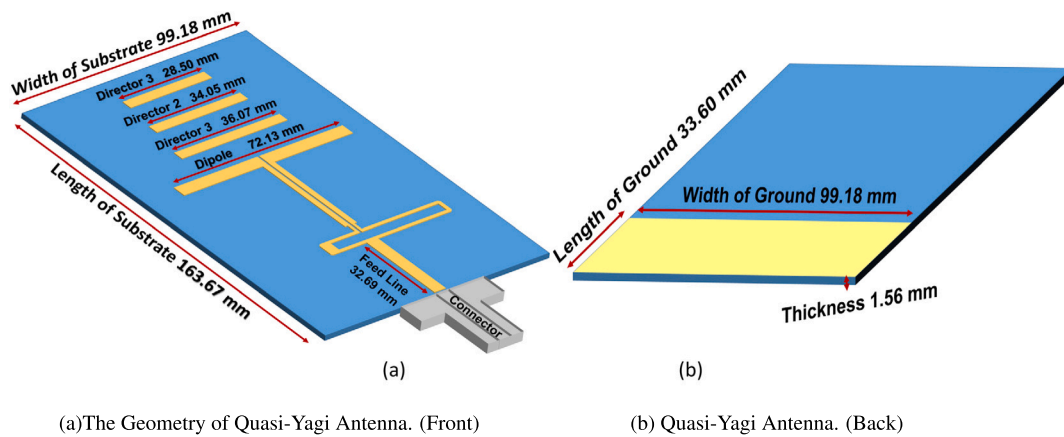 Width of Substrate 99.18 mm
Director 3 28.50 mm
Director 2 34.05 mm
Director 3 36.07 mm
Dipole 72.13 mm
Length of Substrate 163.67 mm
Feed Line
32.69 mm
Connector
(a)
Length of Ground 33.60 mm
Width of Ground 99.18 mm
Thickness 1.56 mm
(b)
(a)The Geometry of Quasi-Yagi Antenna. (Front)
(b) Quasi-Yagi Antenna. (Back)